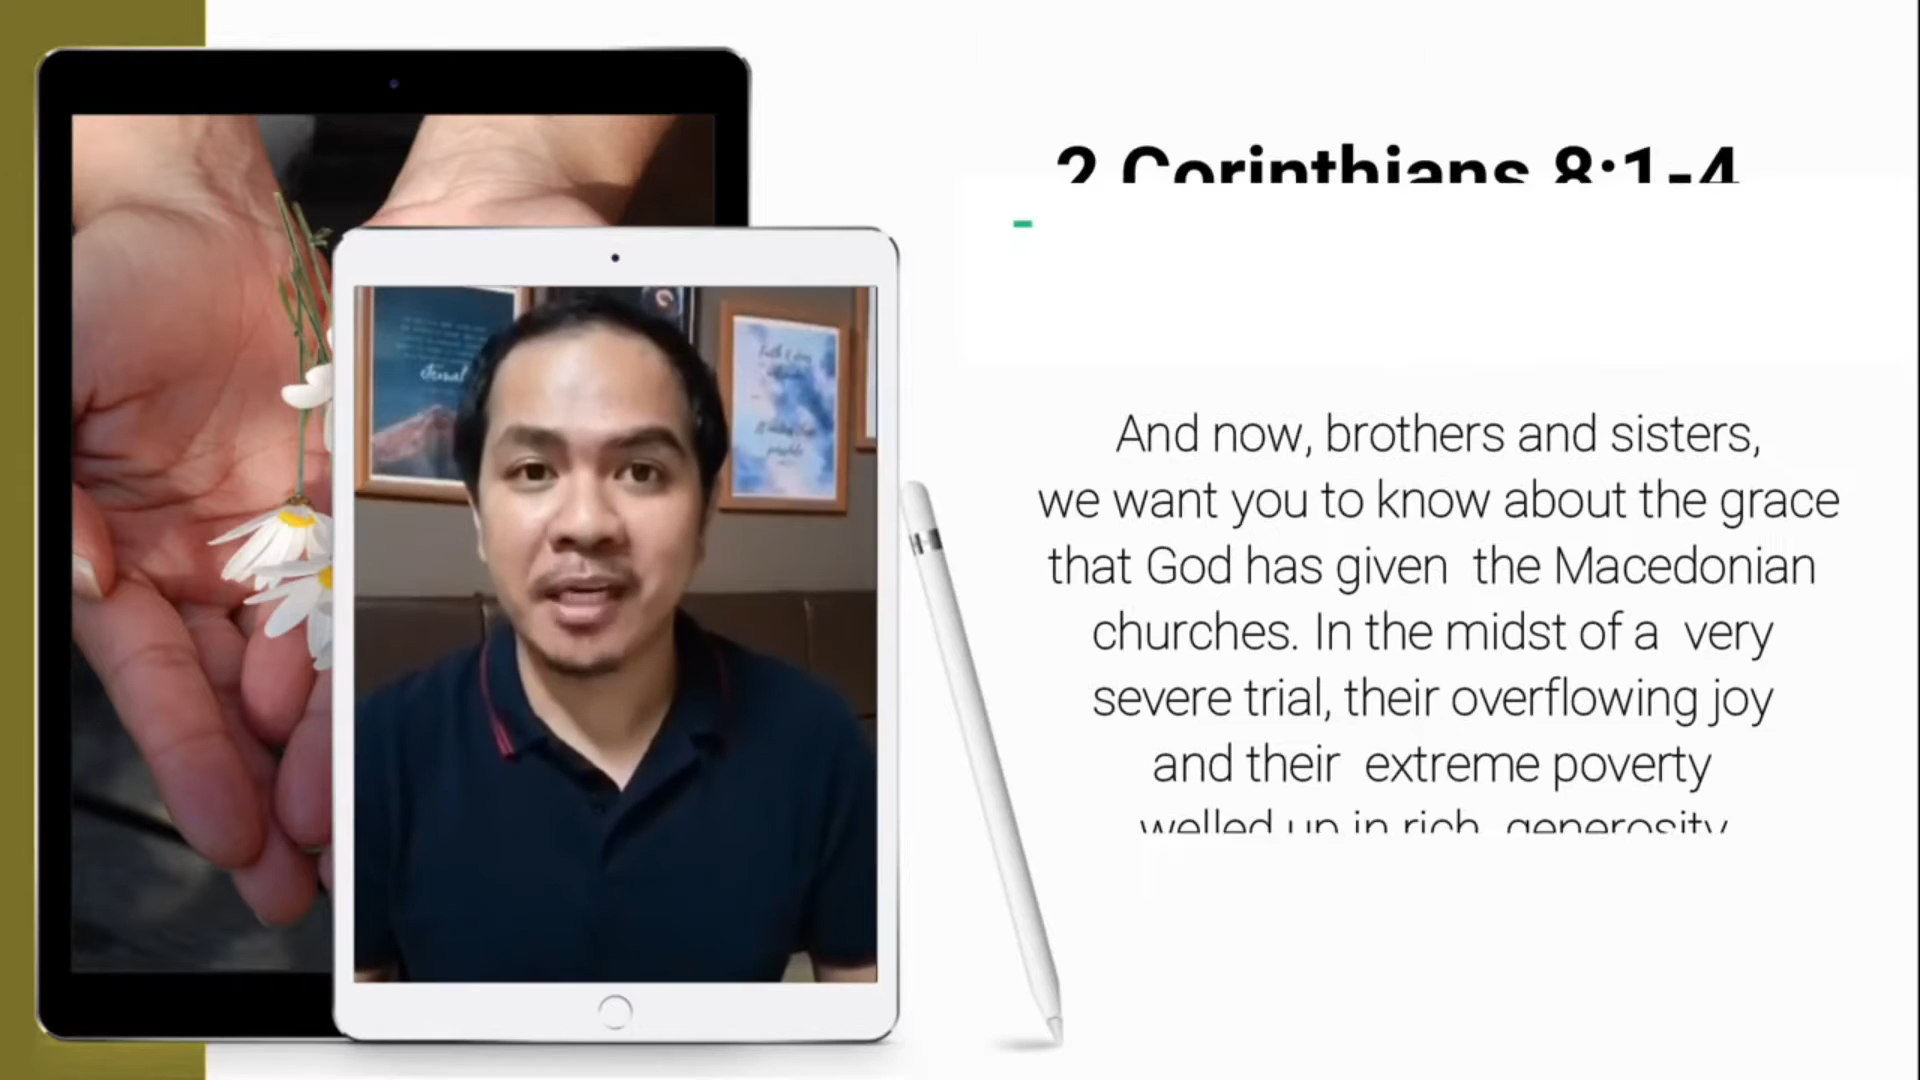 2 Corinthians 8:1-4
And now, brothers and sisters,
we want you to know about the grace
that God has given the Macedonian
churches. In the midst of a very
severe trial, their overflowing joy
and their extreme poverty
welled up in rich generosity
eternal